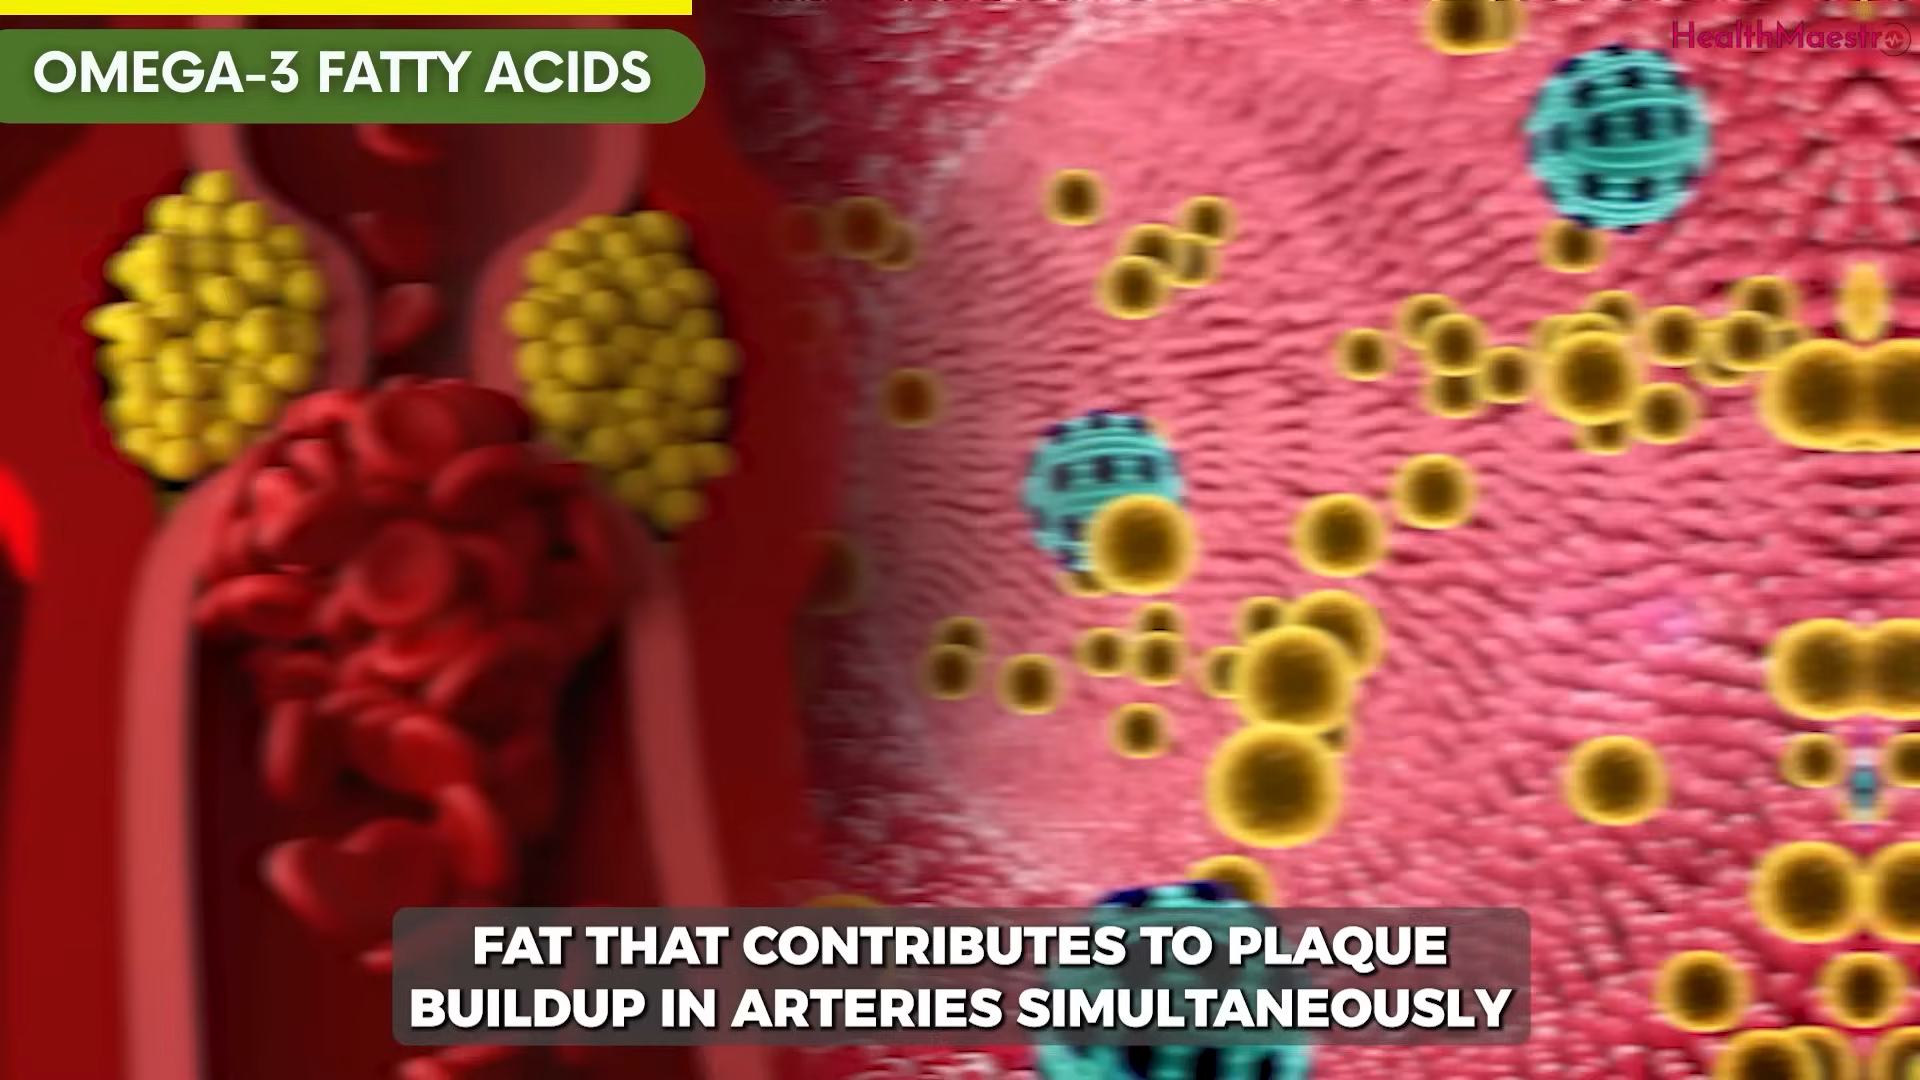 HealthMaestro
OMEGA-3 FATTY ACIDS
FAT THAT CONTRIBUTES TO PLAQUE
BUILDUP IN ARTERIES SIMULTANEOUSLY